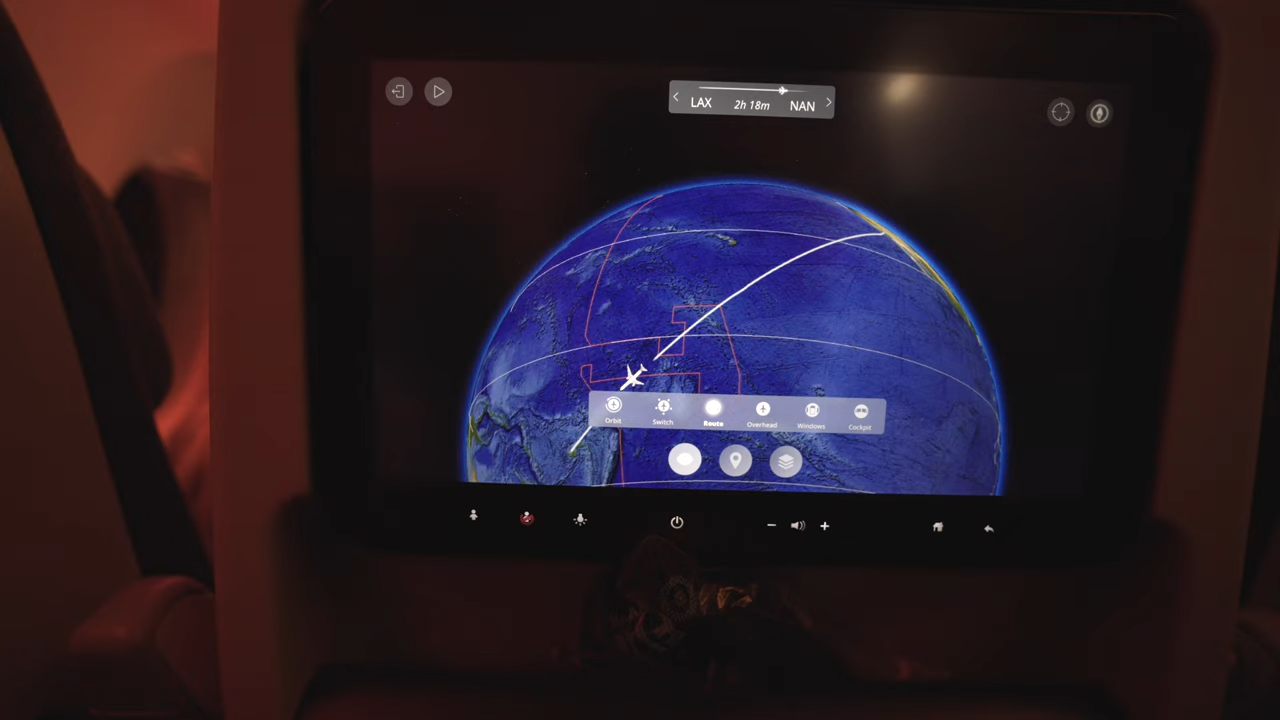 LAX 2h 18m NAN
Orbit Switch Route Overhead Windows Cockpit